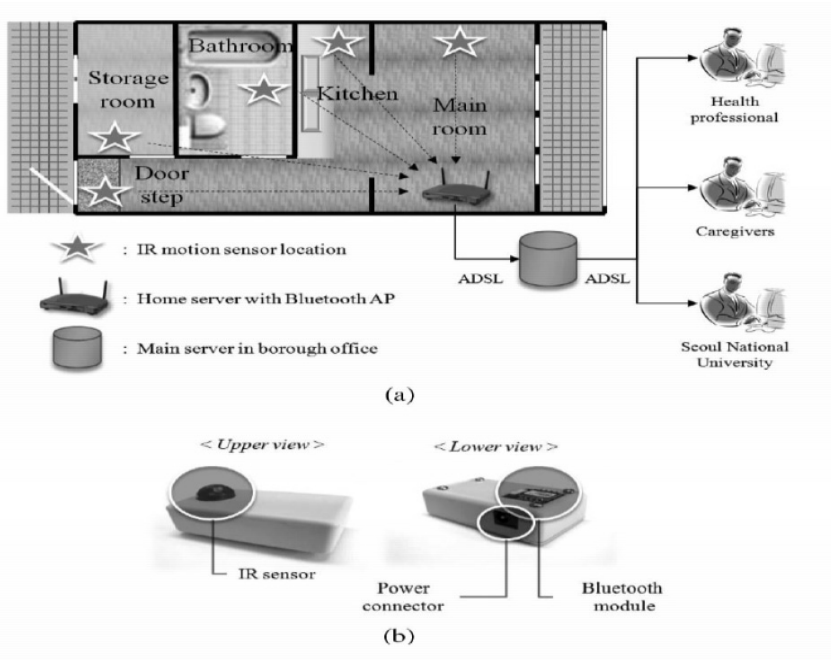 Bathroom
Storage
room
Kitchen
Main
room
Door
step
Health
professional
Caregivers
Seoul National
University
ADSL
ADSL
: IR motion sensor location
: Home server with Bluetooth AP
: Main server in borough office
(a)
< Upper view >
< Lower view >
IR sensor
Power
connector
Bluetooth
module
(b)